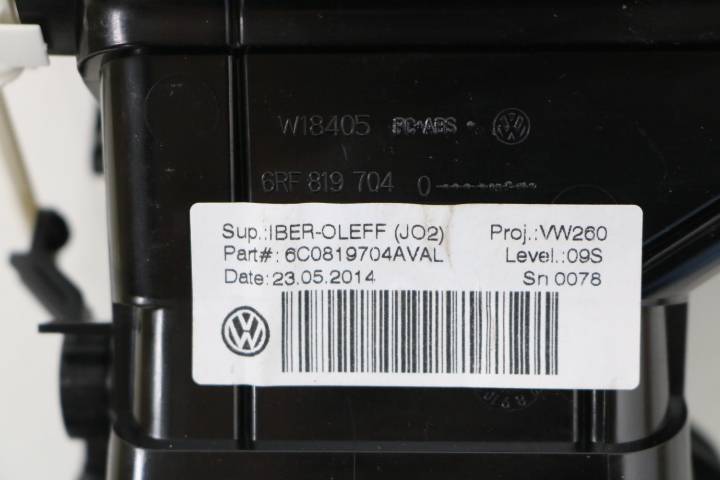 W18405 PC+ABS
6RF 819 704
Sup.:IBER-OLEFF (JO2) Proj.:VW260
Part#: 6C0819704AVAL Level.:09S
Date:23.05.2014 Sn 0078